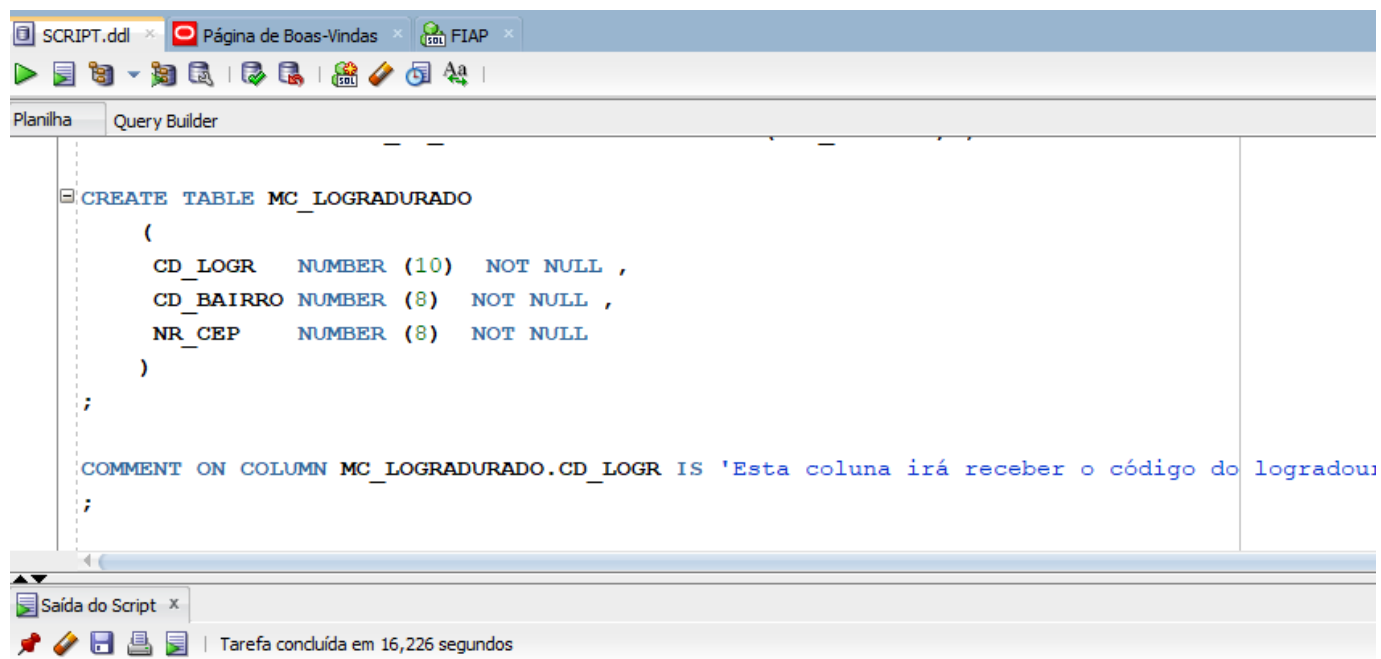 SCRIPT.ddl Página de Boas-Vindas FIAP
Planilha Query Builder
CREATE TABLE MC_LOGRADURADO
(
CD_LOGR NUMBER (10) NOT NULL ,
CD_BAIRRO NUMBER (8) NOT NULL ,
NR_CEP NUMBER (8) NOT NULL
)
;
COMMENT ON COLUMN MC_LOGRADURADO.CD_LOGR IS 'Esta coluna irá receber o código do logradour
;
Saída do Script x
Tarefa concluída em 16,226 segundos